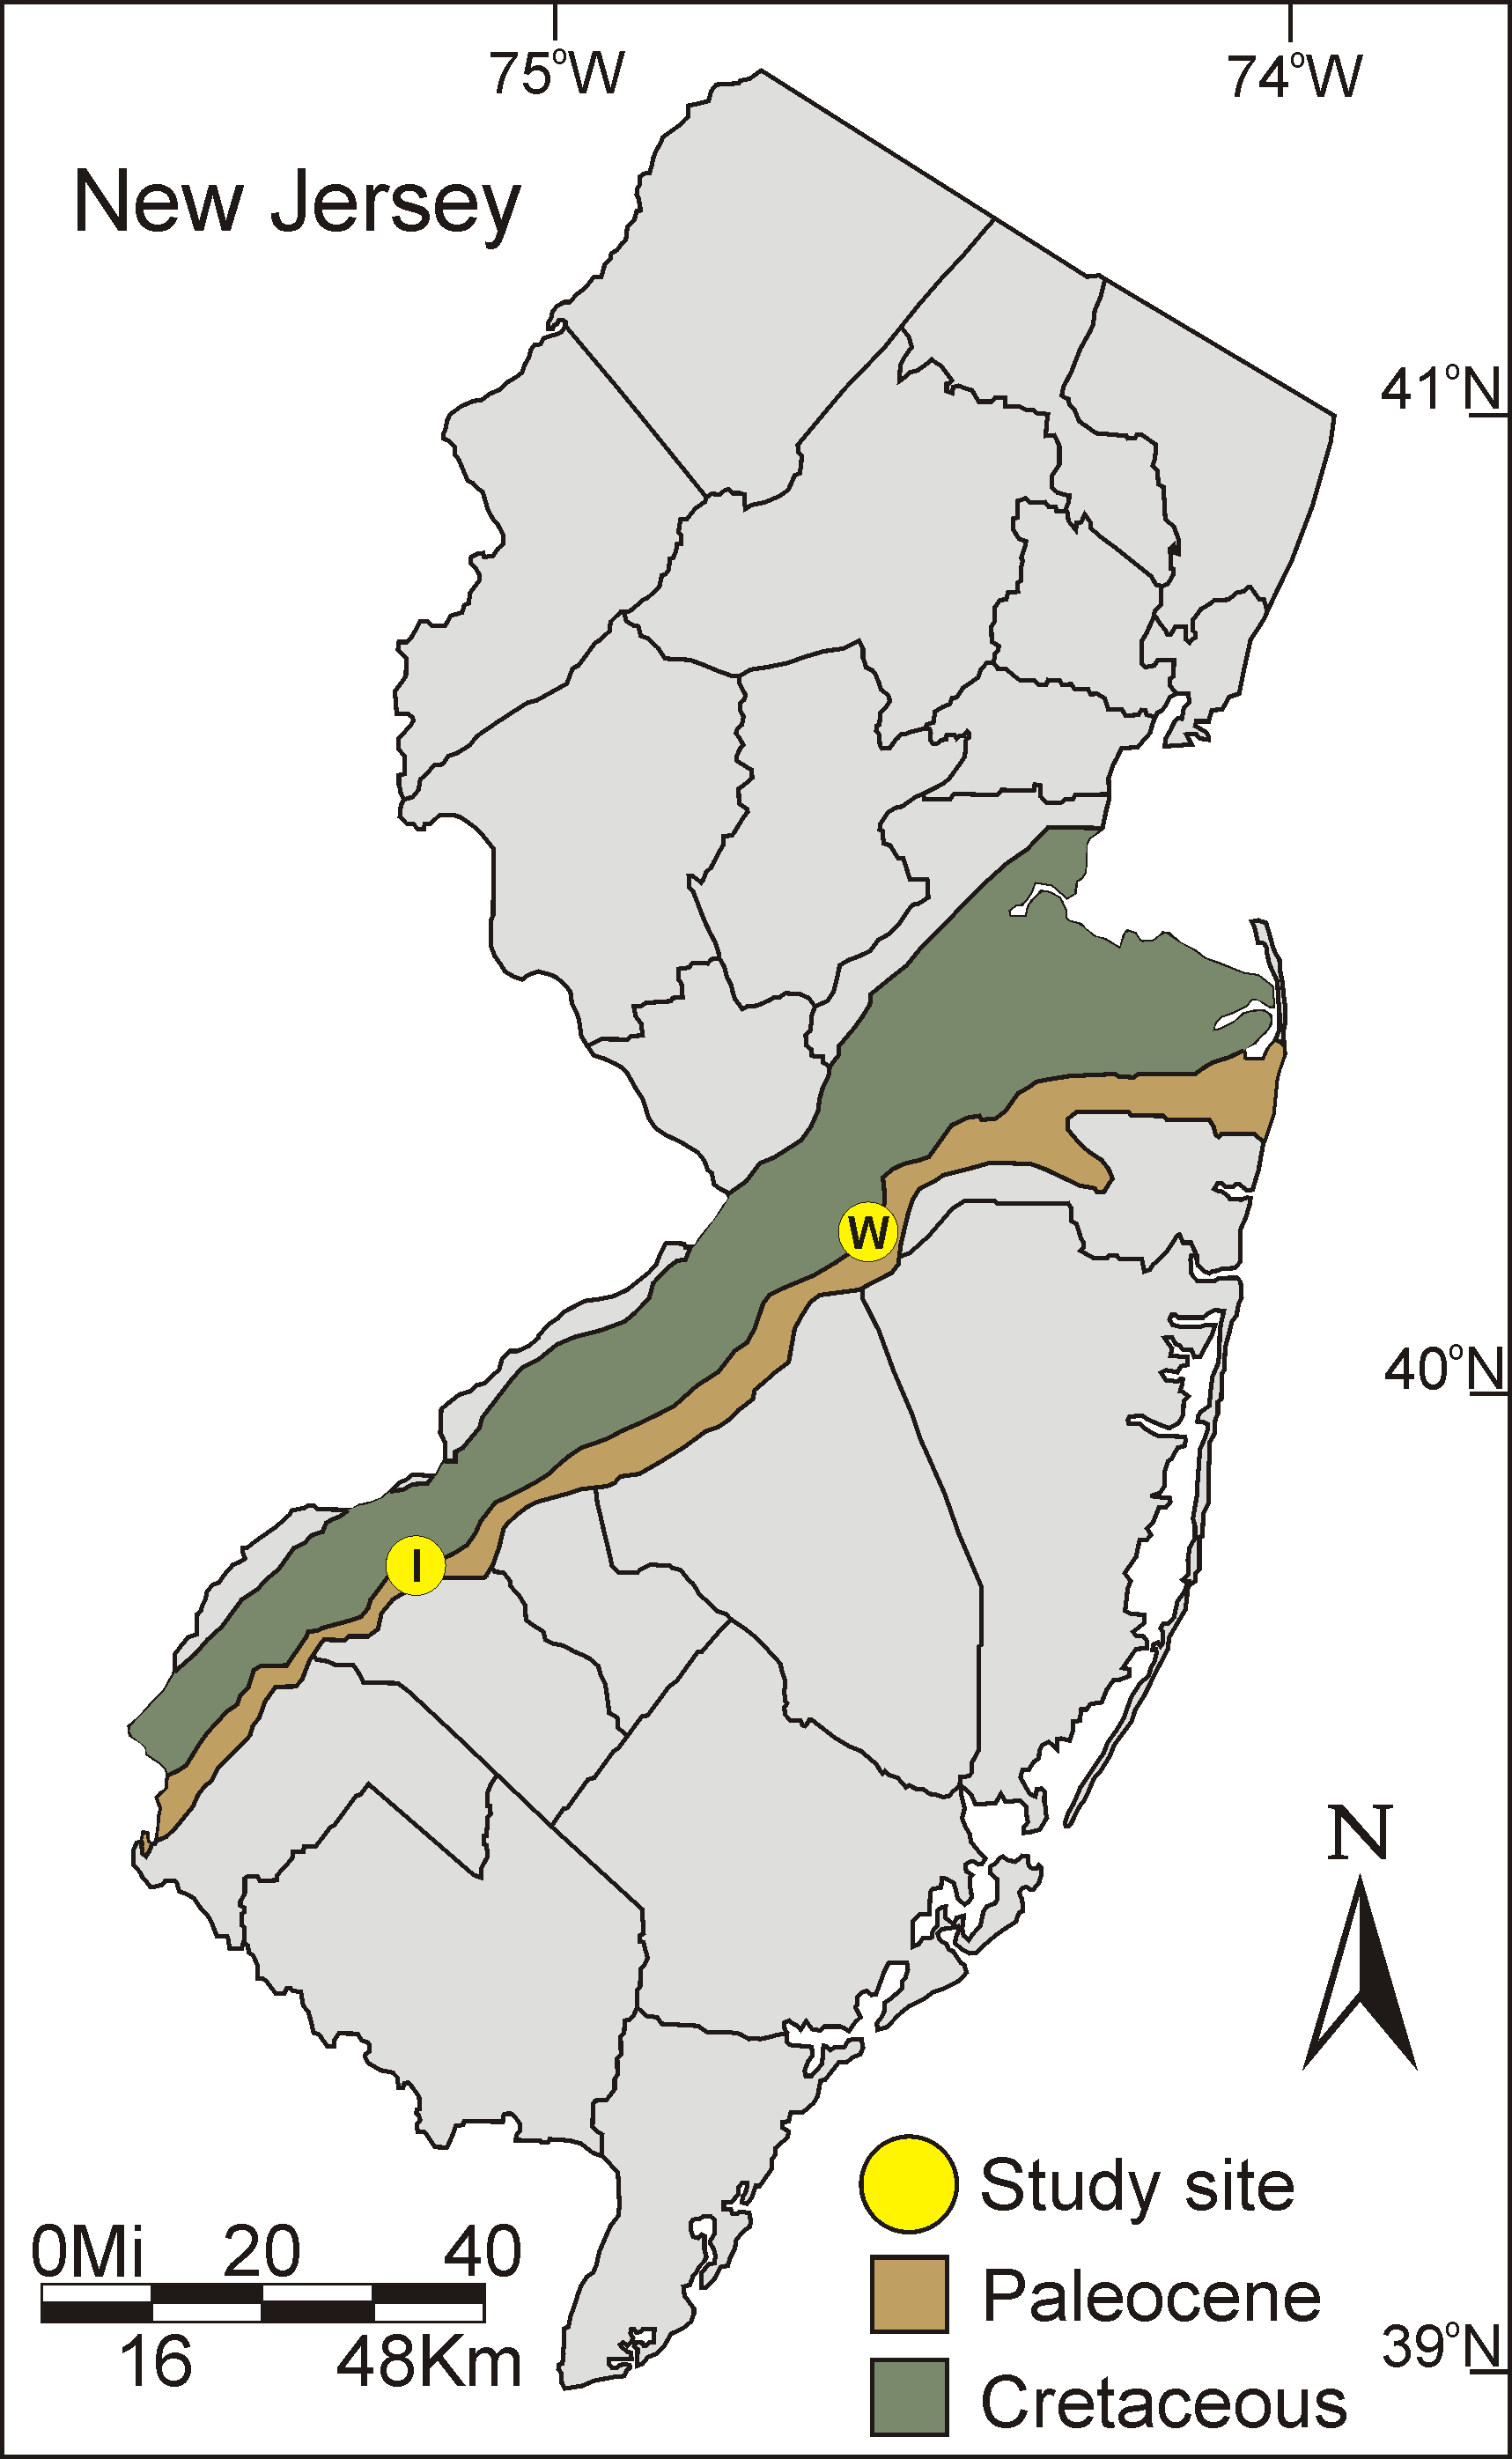 75°W
74°W
New Jersey
41°N
W
40°N
I
N
Study site
0Mi 20 40
Paleocene
39°N
16 48Km
Cretaceous